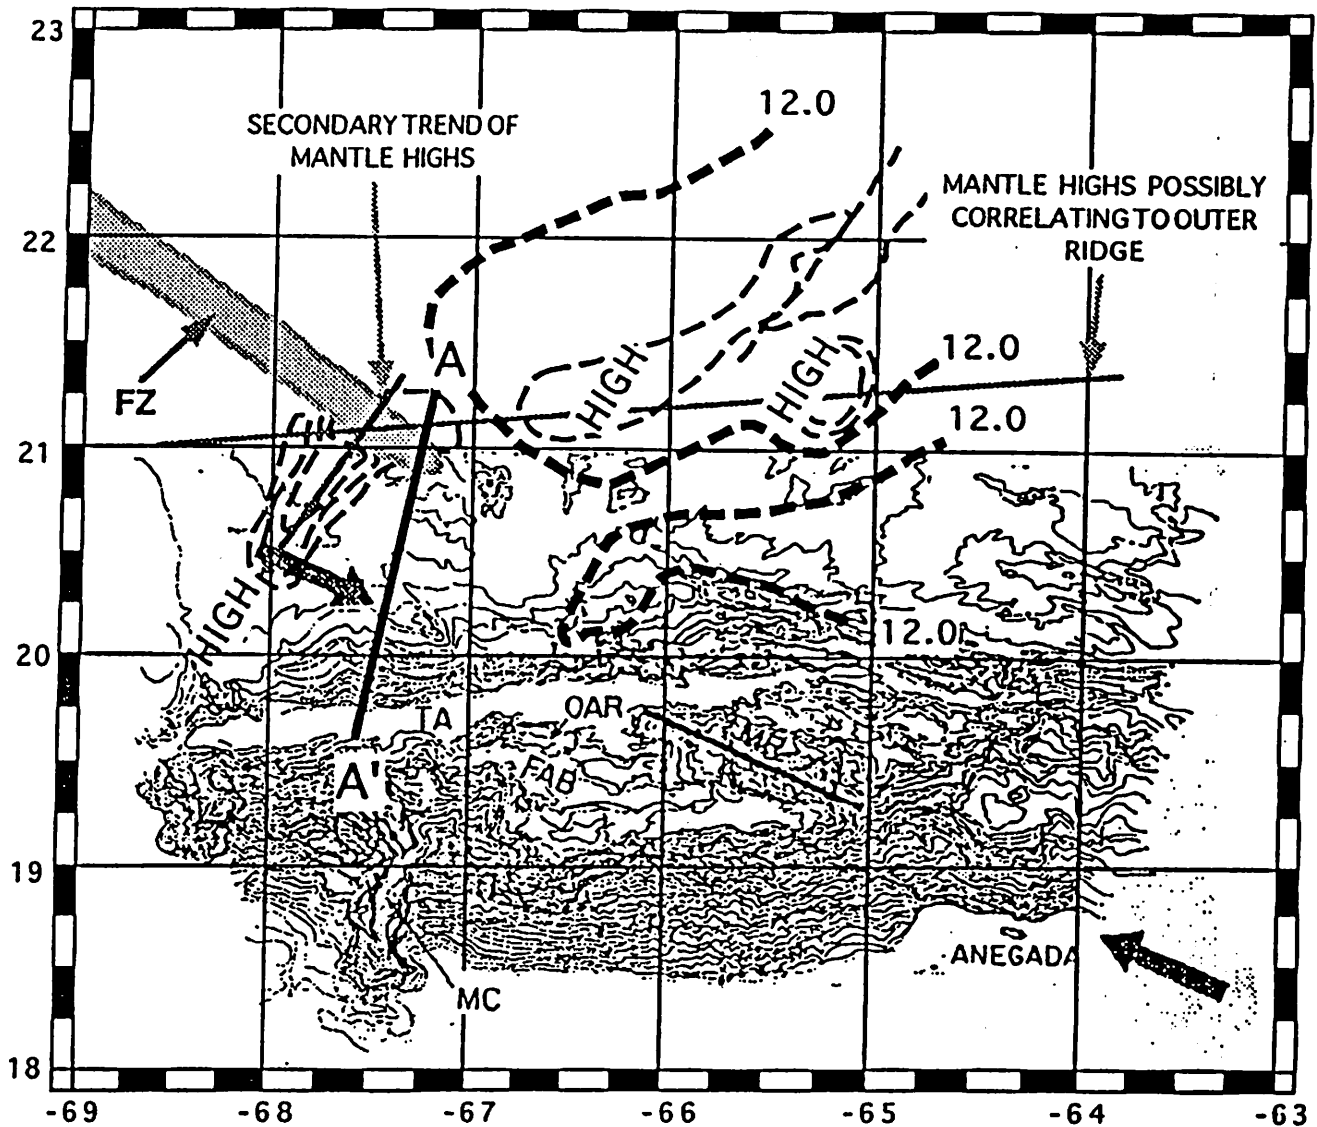 23
12.0
SECONDARY TREND OF
MANTLE HIGHS
MANTLE HIGHS POSSIBLY
CORRELATING TO OUTER
RIDGE
22
A
HIGH
HIGH
12.0
FZ
12.0
21
HIGH
12.0
20
TA
OAR
MR
A'
FAB
19
ANEGADA
MC
18
-69
-68
-67
-66
-65
-64
-63